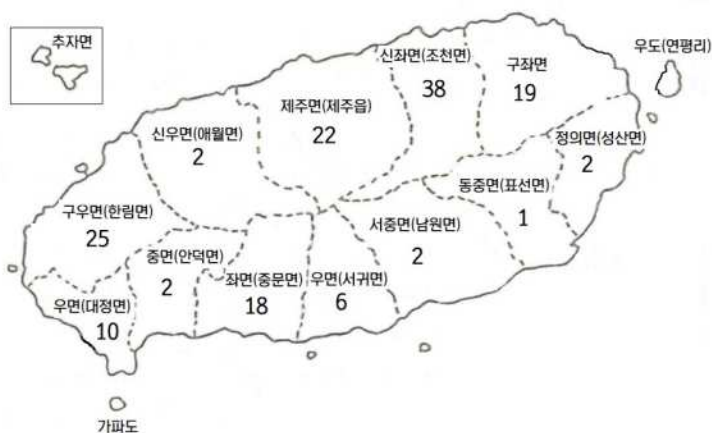 추자면
신좌면(조천면)
38
구좌면
19
우도(연평리)
제주면(제주읍)
22
신우면(애월면)
2
정의면(성산면)
2
동중면(표선면)
1
구우면(한림면)
25
서중면(남원면)
2
중면(안덕면)
2
좌면(중문면)
18
우면(서귀면)
6
우면(대정면)
10
가파도